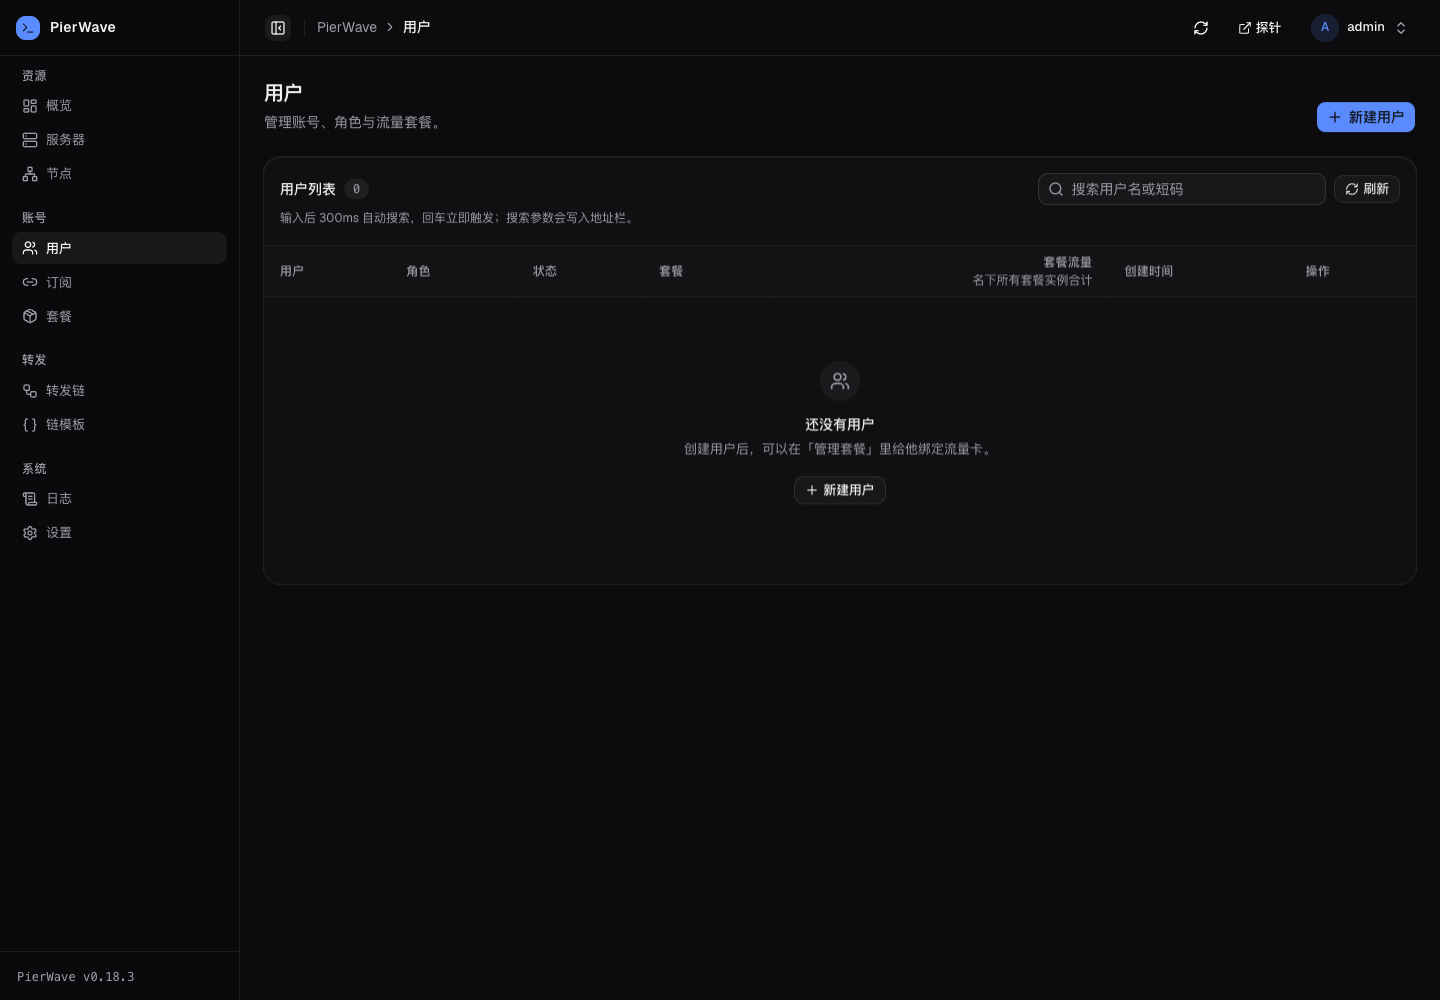 PierWave
PierWave > 用户
探针
A admin
资源
概览
服务器
节点
账号
用户
订阅
套餐
转发
转发链
链模板
系统
日志
设置
PierWave v0.18.3
用户
管理账号、角色与流量套餐。
新建用户
用户列表 0
输入后 300ms 自动搜索，回车立即触发；搜索参数会写入地址栏。
搜索用户名或短码
刷新
用户 角色 状态 套餐 套餐流量 创建时间 操作
名下所有套餐实例合计
还没有用户
创建用户后，可以在「管理套餐」里给他绑定流量卡。
新建用户